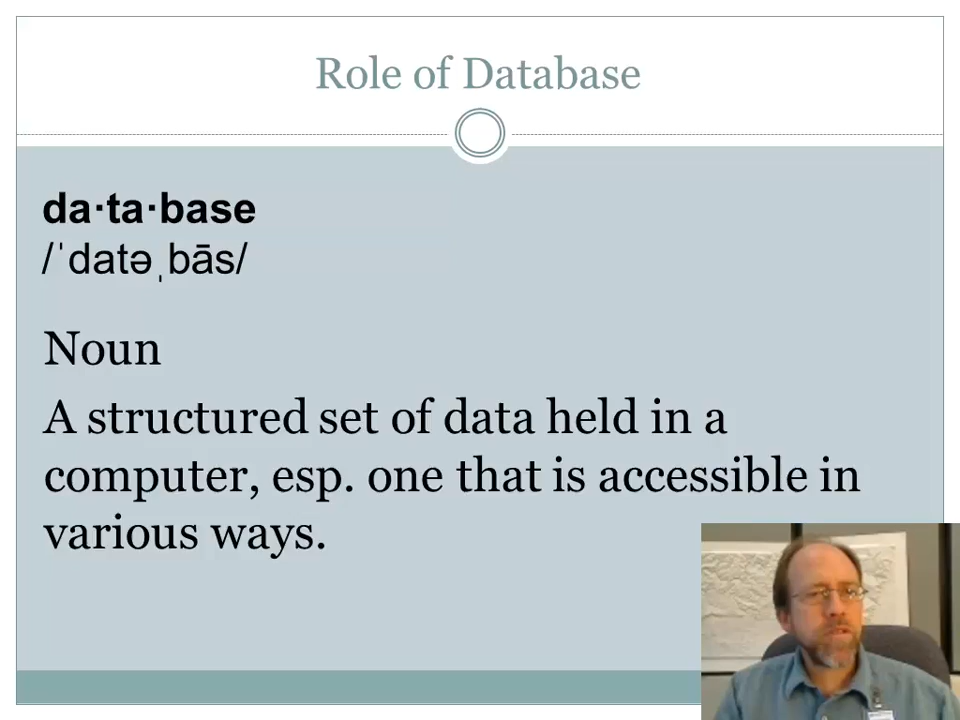 Role of Database
da·ta·base
/ˈdatəˌbās/
Noun
A structured set of data held in a
computer, esp. one that is accessible in
various ways.